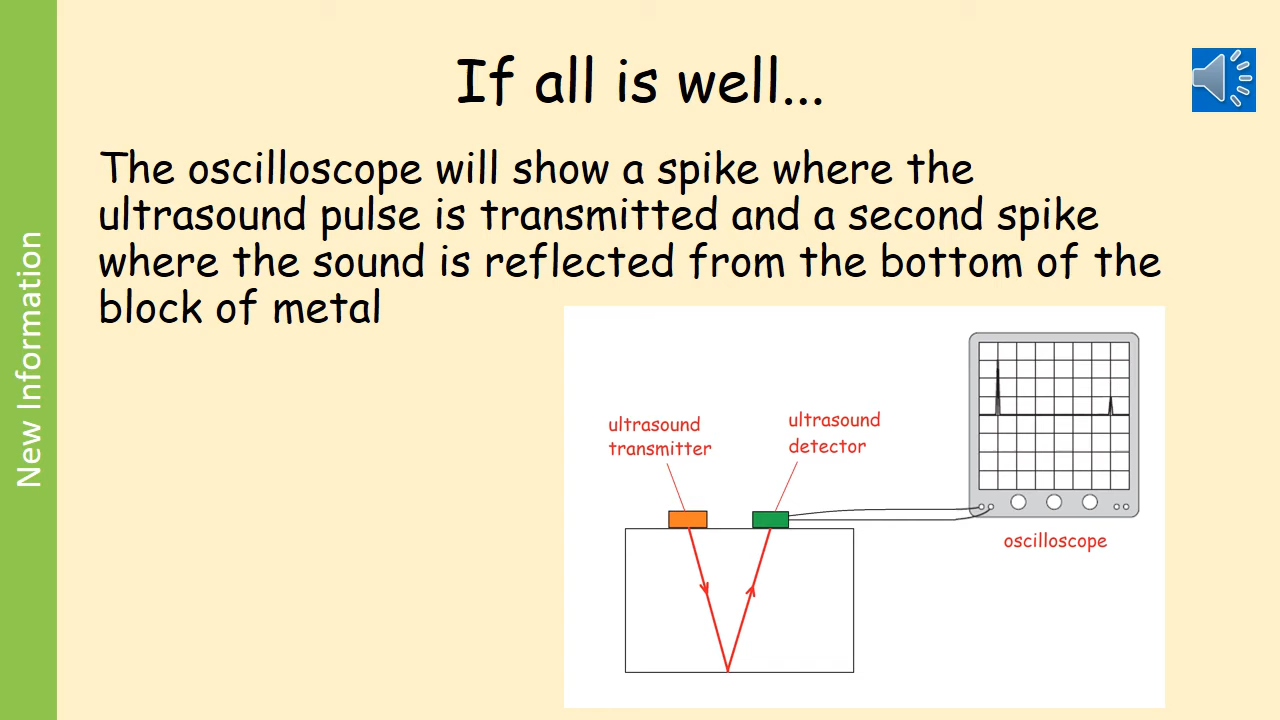 If all is well...
The oscilloscope will show a spike where the
ultrasound pulse is transmitted and a second spike
where the sound is reflected from the bottom of the
block of metal
New Information
ultrasound
transmitter
ultrasound
detector
oscilloscope